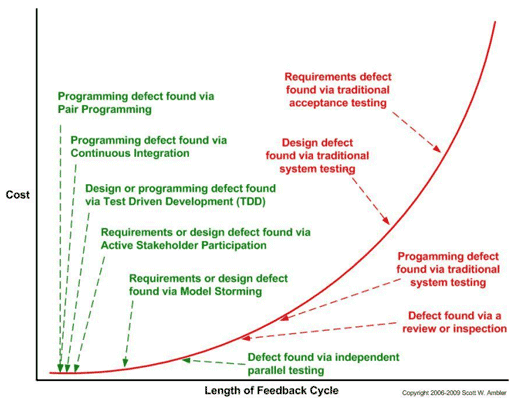 Programming defect found via
Pair Programming
Programming defect found via
Continuous Integration
Design or programming defect found
via Test Driven Development (TDD)
Requirements or design defect found via
Active Stakeholder Participation
Requirements or design defect
found via Model Storming
Requirements defect
found via traditional
acceptance testing
Design defect
found via traditional
system testing
Progamming defect
found via traditional
system testing
Defect found via a
review or inspection
Defect found via independent
parallel testing
Cost
Length of Feedback Cycle
Copyright 2006-2009 Scott W. Ambler